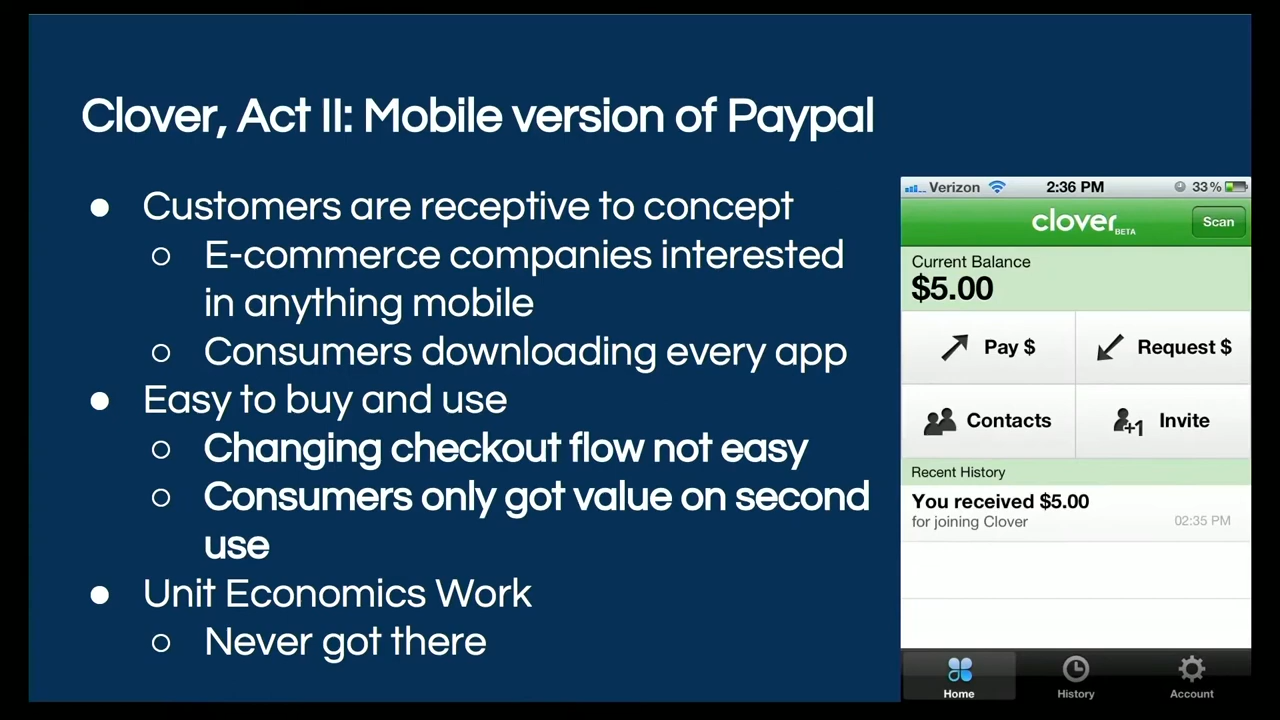 Clover, Act II: Mobile version of Paypal
● Customers are receptive to concept
○ E-commerce companies interested
in anything mobile
○ Consumers downloading every app
● Easy to buy and use
○ Changing checkout flow not easy
○ Consumers only got value on second
use
● Unit Economics Work
○ Never got there
Verizon 2:36 PM 33%
clover BETA Scan
Current Balance
$5.00
Pay $ Request $
Contacts +1 Invite
Recent History
You received $5.00
for joining Clover 02:35 PM
Home History Account